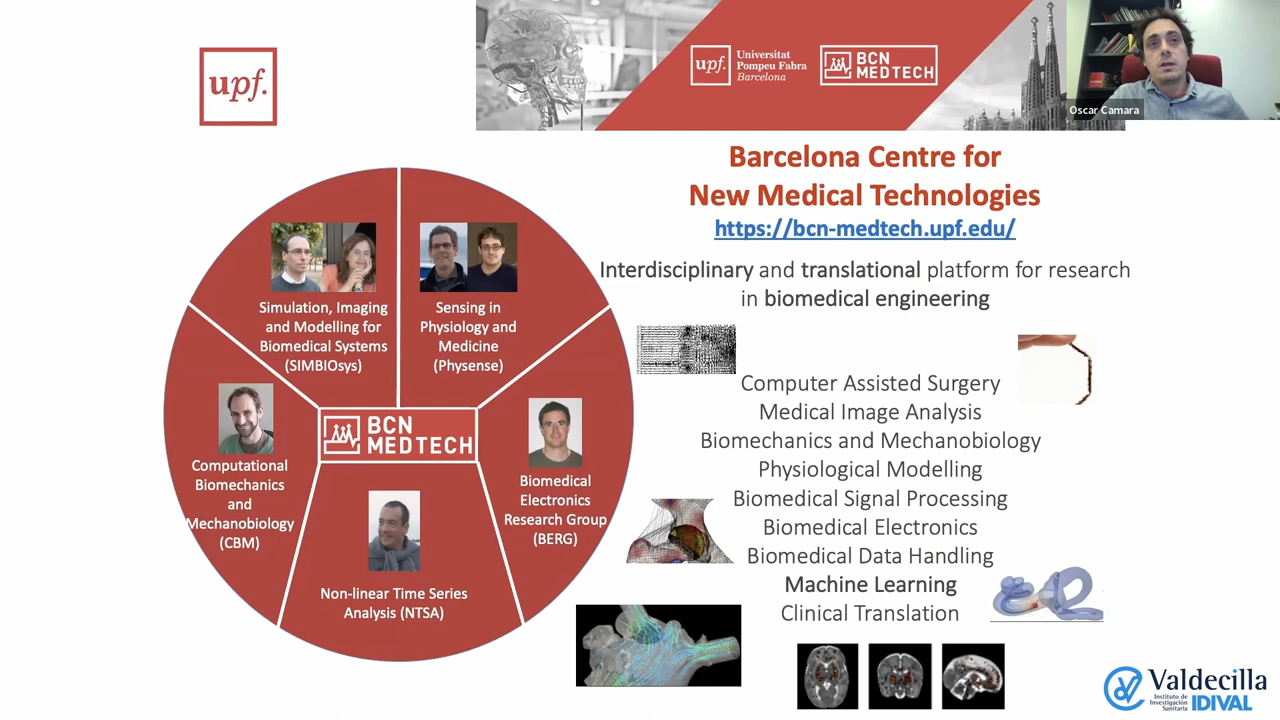 upf.
upf.
Universitat
Pompeu Fabra
Barcelona
BCN
MEDTECH
Oscar Camara
Barcelona Centre for
New Medical Technologies
https://bcn-medtech.upf.edu/
Interdisciplinary and translational platform for research
in biomedical engineering
Simulation, Imaging
and Modelling for
Biomedical Systems
(SIMBIOsys)
Sensing in
Physiology and
Medicine
(Physense)
Computational
Biomechanics
and
Mechanobiology
(CBM)
BCN
MEDTECH
Biomedical
Electronics
Research Group
(BERG)
Non-linear Time Series
Analysis (NTSA)
Computer Assisted Surgery
Medical Image Analysis
Biomechanics and Mechanobiology
Physiological Modelling
Biomedical Signal Processing
Biomedical Electronics
Biomedical Data Handling
Machine Learning
Clinical Translation
Valdecilla
Instituto de
Investigación
Sanitaria
IDIVAL